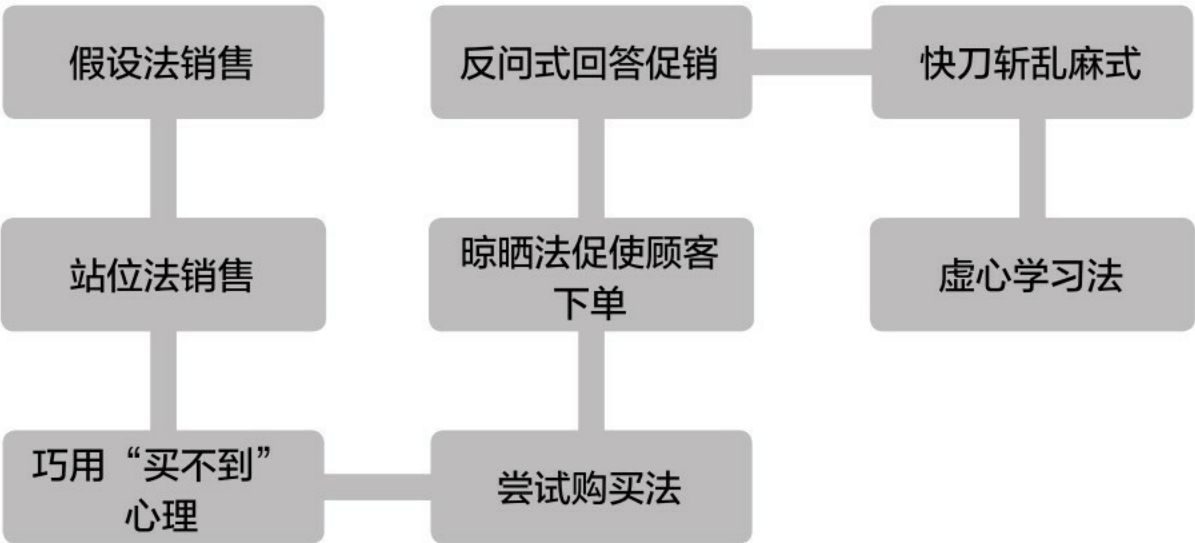 假设法销售
站位法销售
巧用“买不到”
心理
尝试购买法
晾晒法促使顾客
下单
反问式回答促销
快刀斩乱麻式
虚心学习法